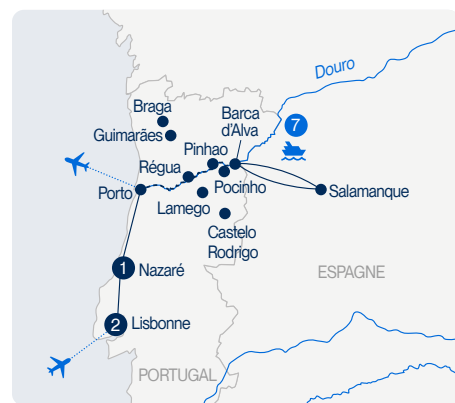 Douro
7
Braga
Guimarães
Barca
d'Alva
Pinhao
Régua
Porto
Pocinho
Lamego
Salamanque
Castelo
Rodrigo
1 Nazaré
ESPAGNE
2 Lisbonne
PORTUGAL